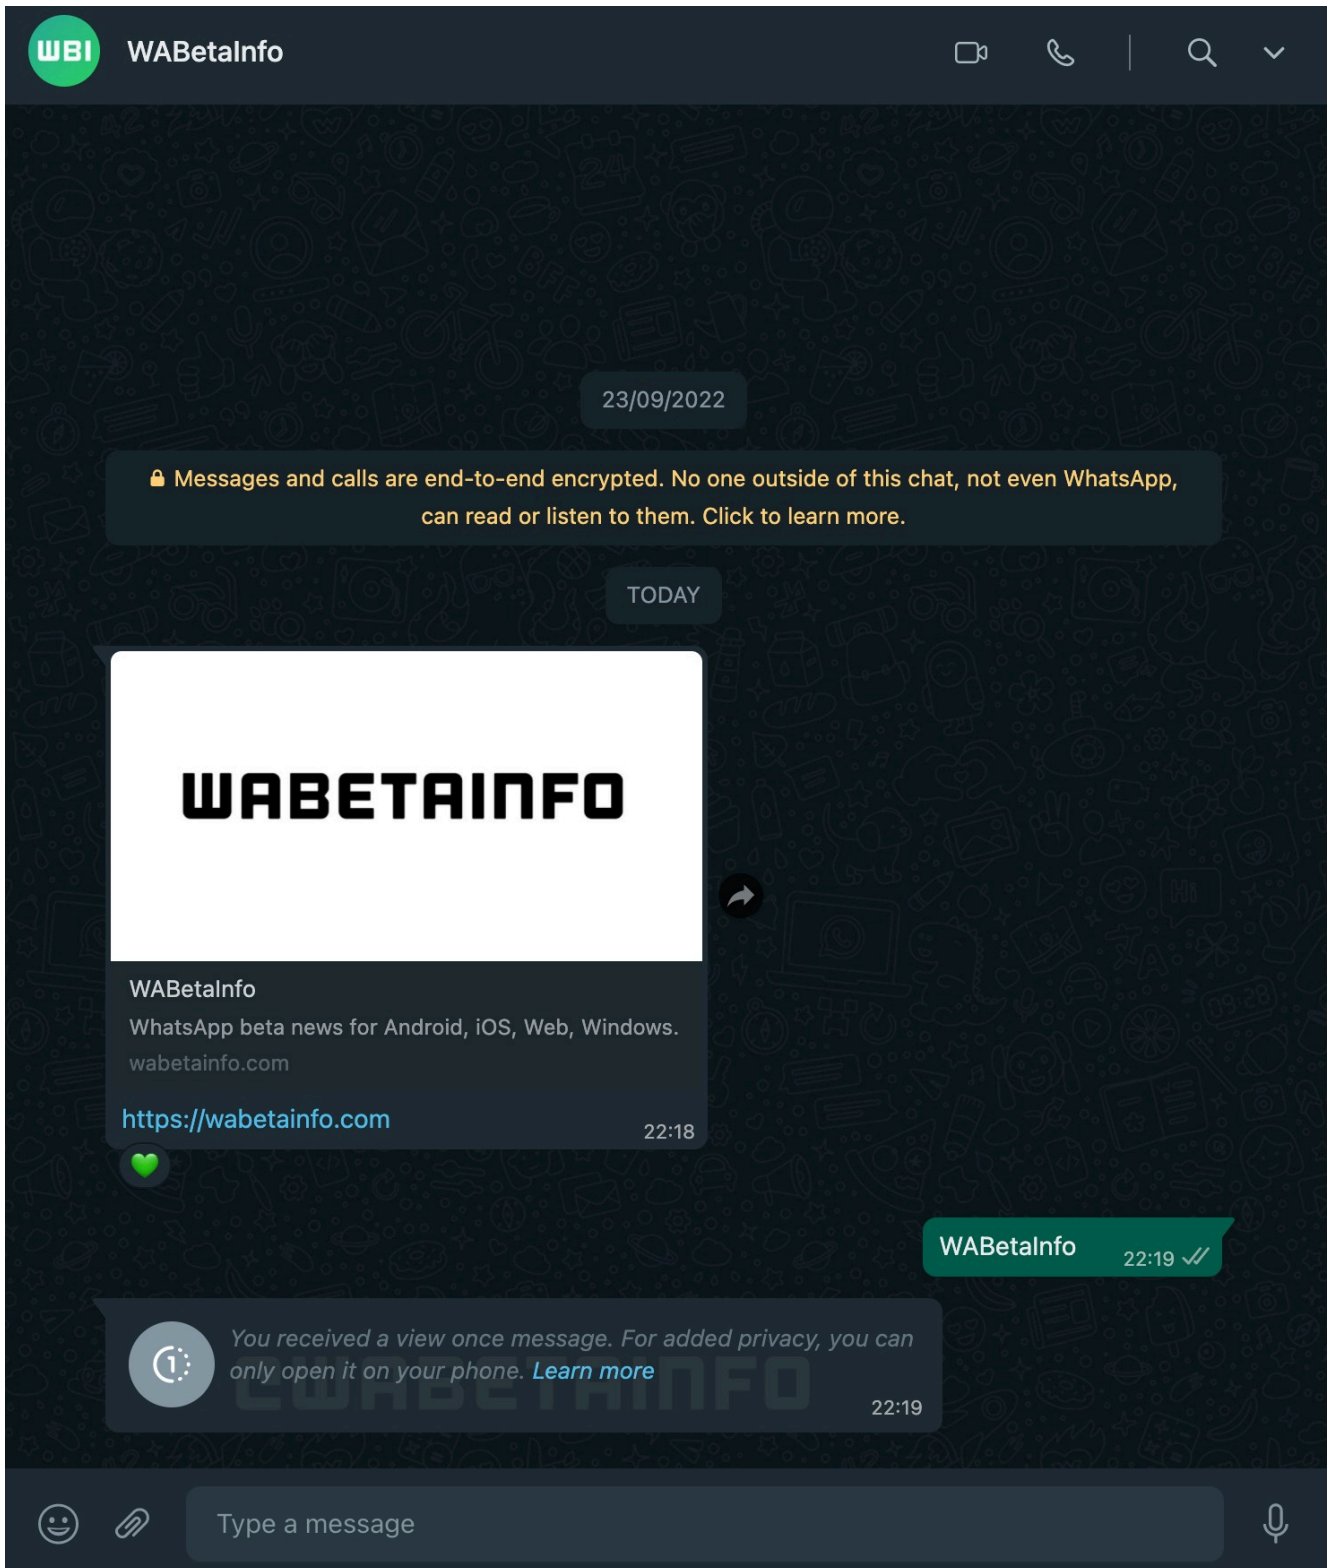 WBI
WABetaInfo
23/09/2022
Messages and calls are end-to-end encrypted. No one outside of this chat, not even WhatsApp,
can read or listen to them. Click to learn more.
TODAY
WABETAINFO
WABetaInfo
WhatsApp beta news for Android, iOS, Web, Windows.
wabetainfo.com
https://wabetainfo.com
22:18
WABetaInfo 22:19
1
You received a view once message. For added privacy, you can
only open it on your phone. Learn more
WABETAINFO
22:19
Type a message